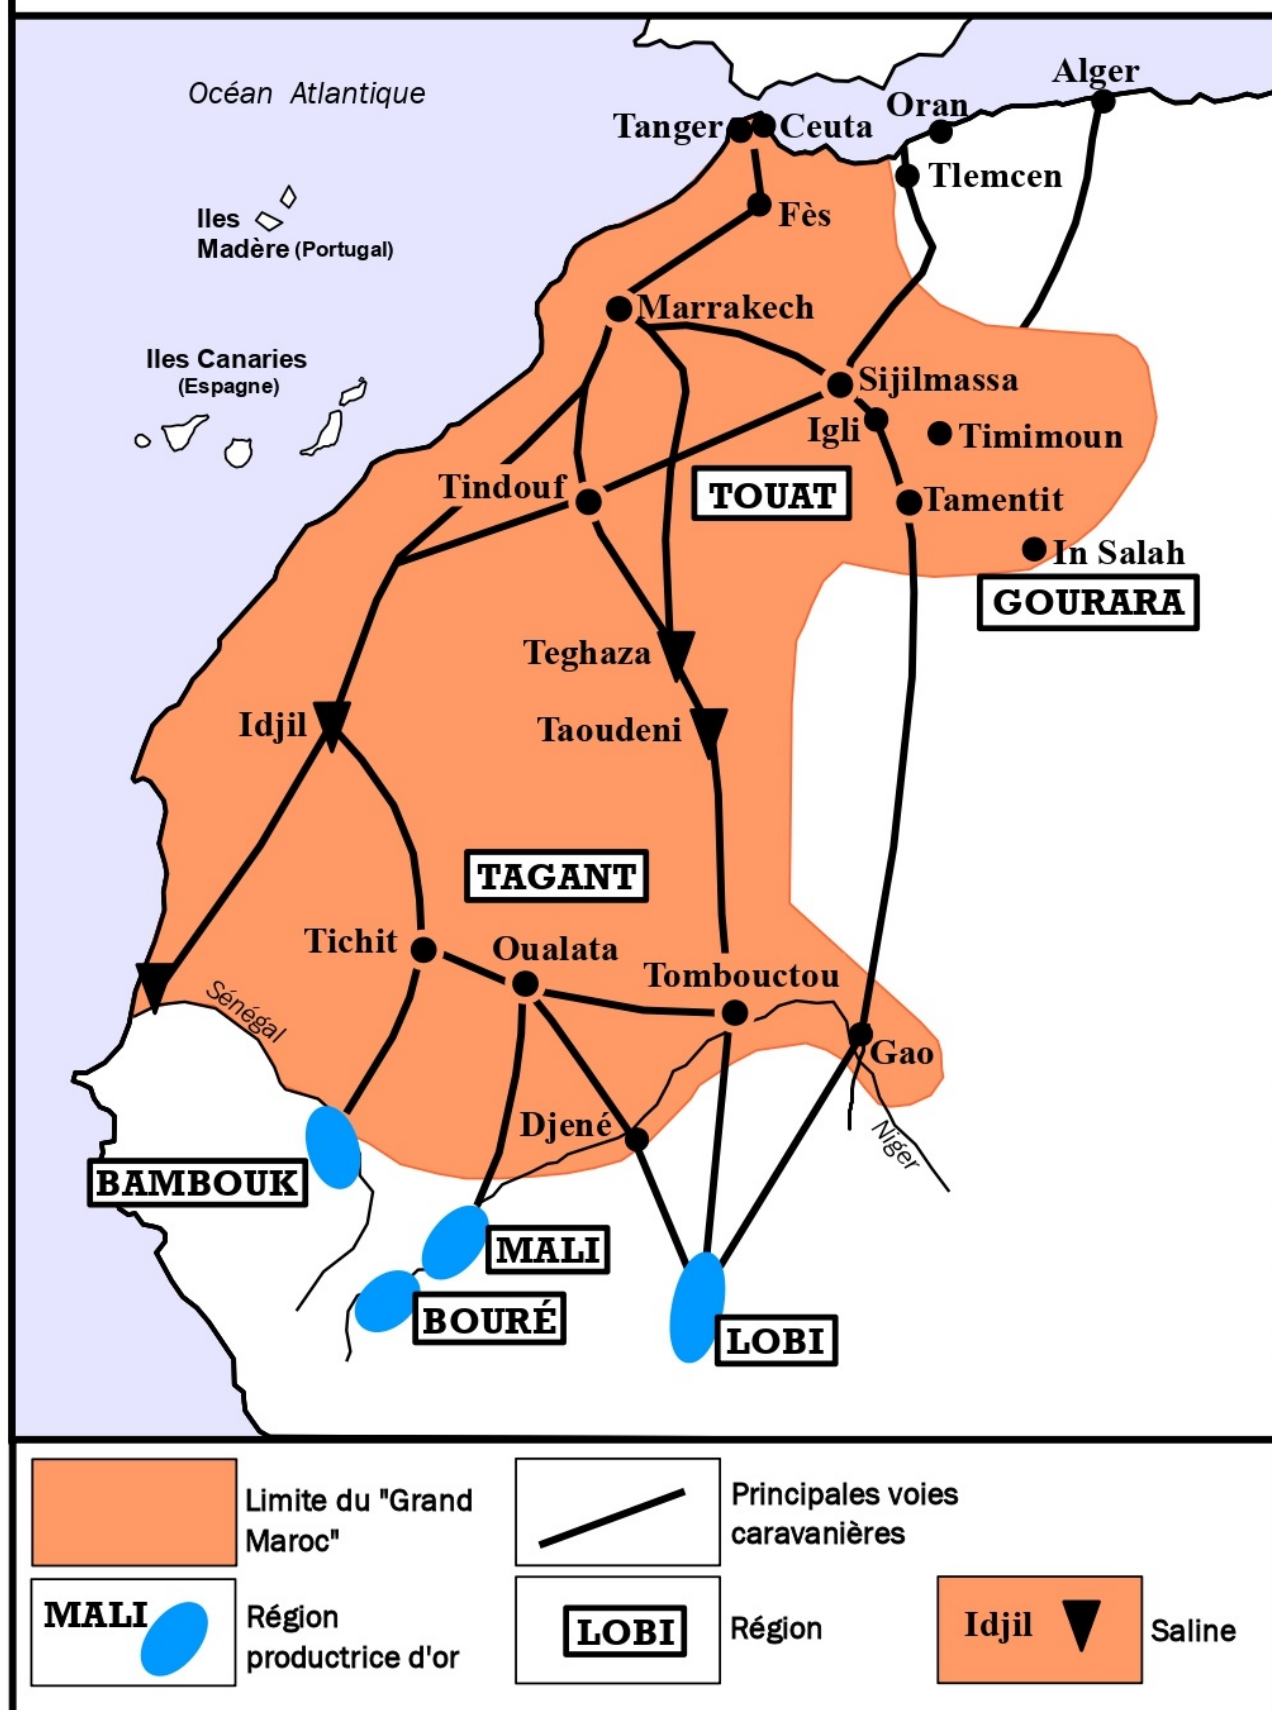 Océan Atlantique
Alger
Oran
Tanger
Ceuta
Tlemcen
Iles
Madère (Portugal)
Fès
Marrakech
Iles Canaries
(Espagne)
Sijilmassa
Igli
Timimoun
Tindouf
TOUAT
Tamentit
In Salah
GOURARA
Teghaza
Idjil
Taoudeni
TAGANT
Tichit
Oualata
Tombouctou
Sénégal
Gao
Djené
Niger
BAMBOUK
MALI
BOURÉ
LOBI
Limite du "Grand
Maroc"
Principales voies
caravanières
MALI
Région
productrice d'or
LOBI
Région
Idjil
Saline